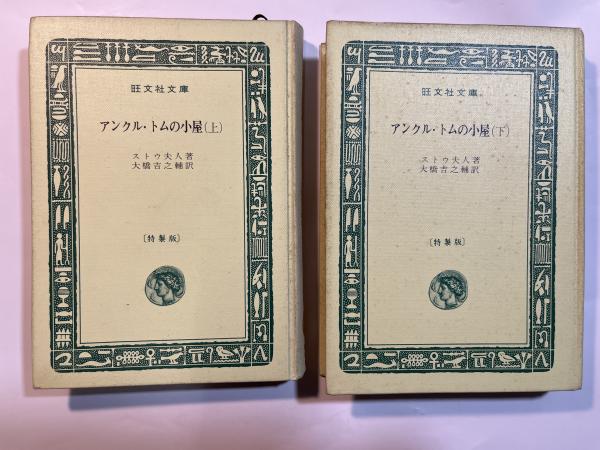 旺文社文庫
アンクル・トムの小屋(上)
ストウ夫人著
大橋吉之輔訳
〔特製版〕
旺文社文庫
アンクル・トムの小屋(下)
ストウ夫人著
大橋吉之輔訳
〔特製版〕